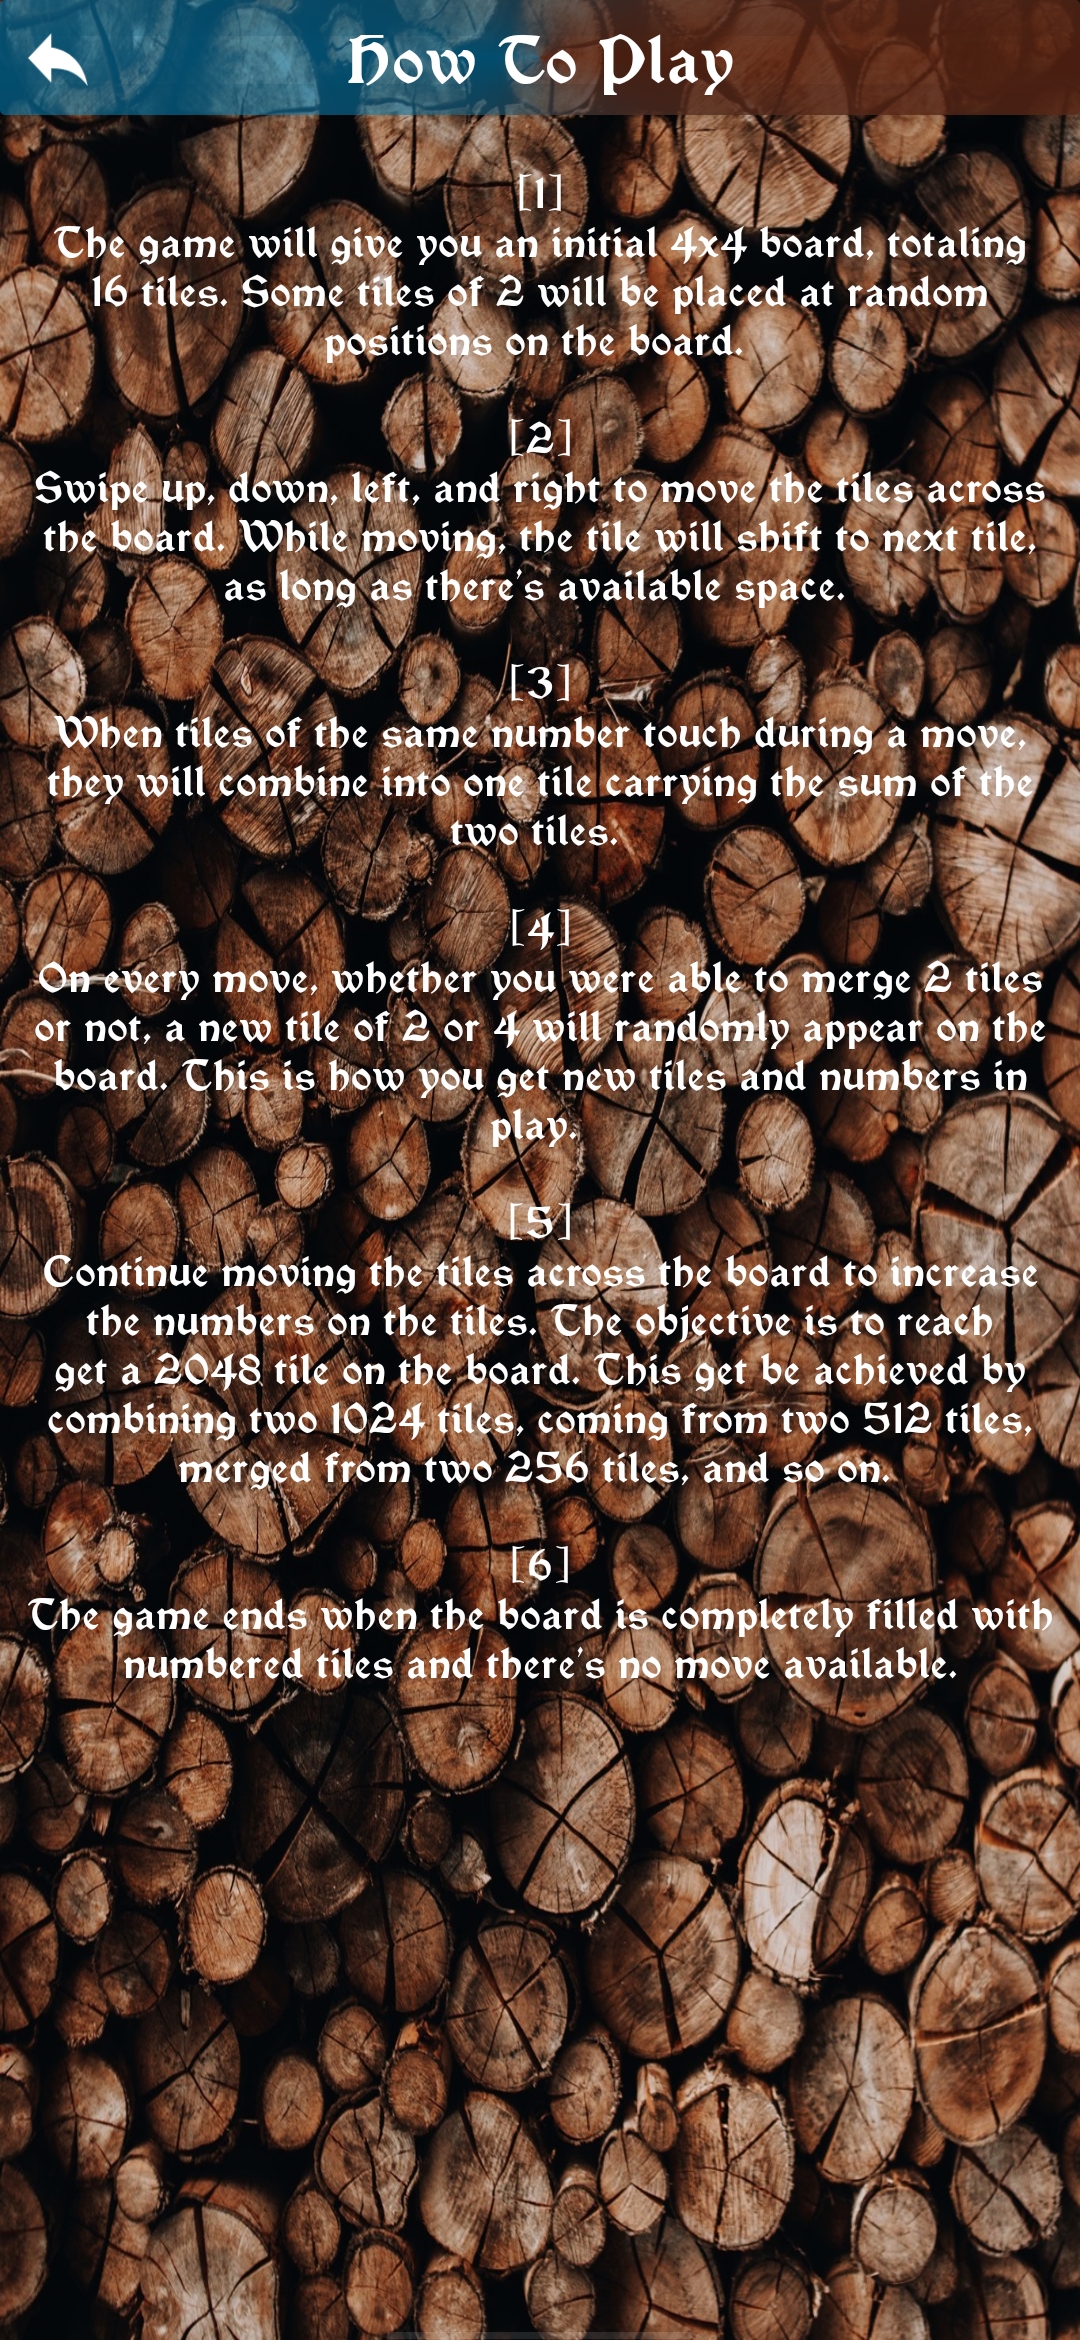 How To Play
[1]
The game will give you an initial 4x4 board, totaling
16 tiles. Some tiles of 2 will be placed at random
positions on the board.
[2]
Swipe up, down, left, and right to move the tiles across
the board. While moving, the tile will shift to next tile,
as long as there's available space.
[3]
When tiles of the same number touch during a move,
they will combine into one tile carrying the sum of the
two tiles.
[4]
On every move, whether you were able to merge 2 tiles
or not, a new tile of 2 or 4 will randomly appear on the
board. This is how you get new tiles and numbers in
play.
[5]
Continue moving the tiles across the board to increase
the numbers on the tiles. The objective is to reach
get a 2048 tile on the board. This get be achieved by
combining two 1024 tiles, coming from two 512 tiles,
merged from two 256 tiles, and so on.
[6]
The game ends when the board is completely filled with
numbered tiles and there's no move available.